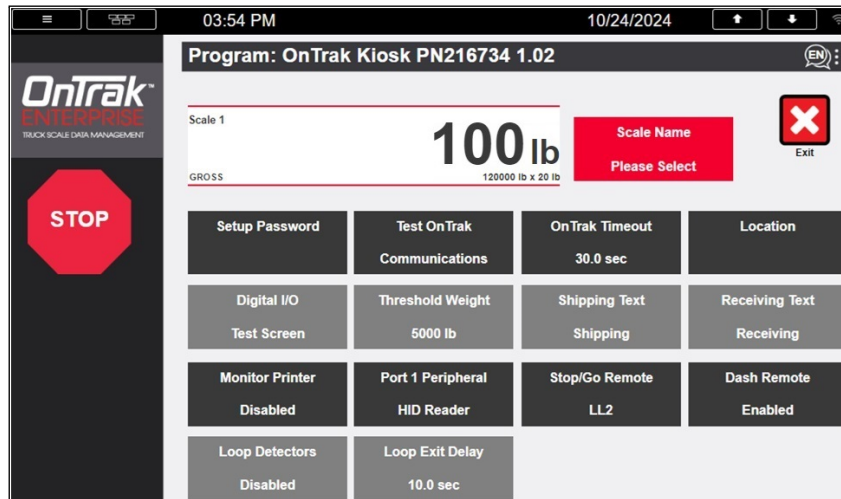 03:54 PM
10/24/2024
Program: OnTrak Kiosk PN216734 1.02
EN
OnTrak™
ENTERPRISE
TRUCK SCALE DATA MANAGEMENT
STOP
Scale 1
100 lb
GROSS
120000 lb x 20 lb
Scale Name
Please Select
Exit
Setup Password
Test OnTrak
Communications
OnTrak Timeout
30.0 sec
Location
Digital I/O
Test Screen
Threshold Weight
5000 lb
Shipping Text
Shipping
Receiving Text
Receiving
Monitor Printer
Disabled
Port 1 Peripheral
HID Reader
Stop/Go Remote
LL2
Dash Remote
Enabled
Loop Detectors
Disabled
Loop Exit Delay
10.0 sec